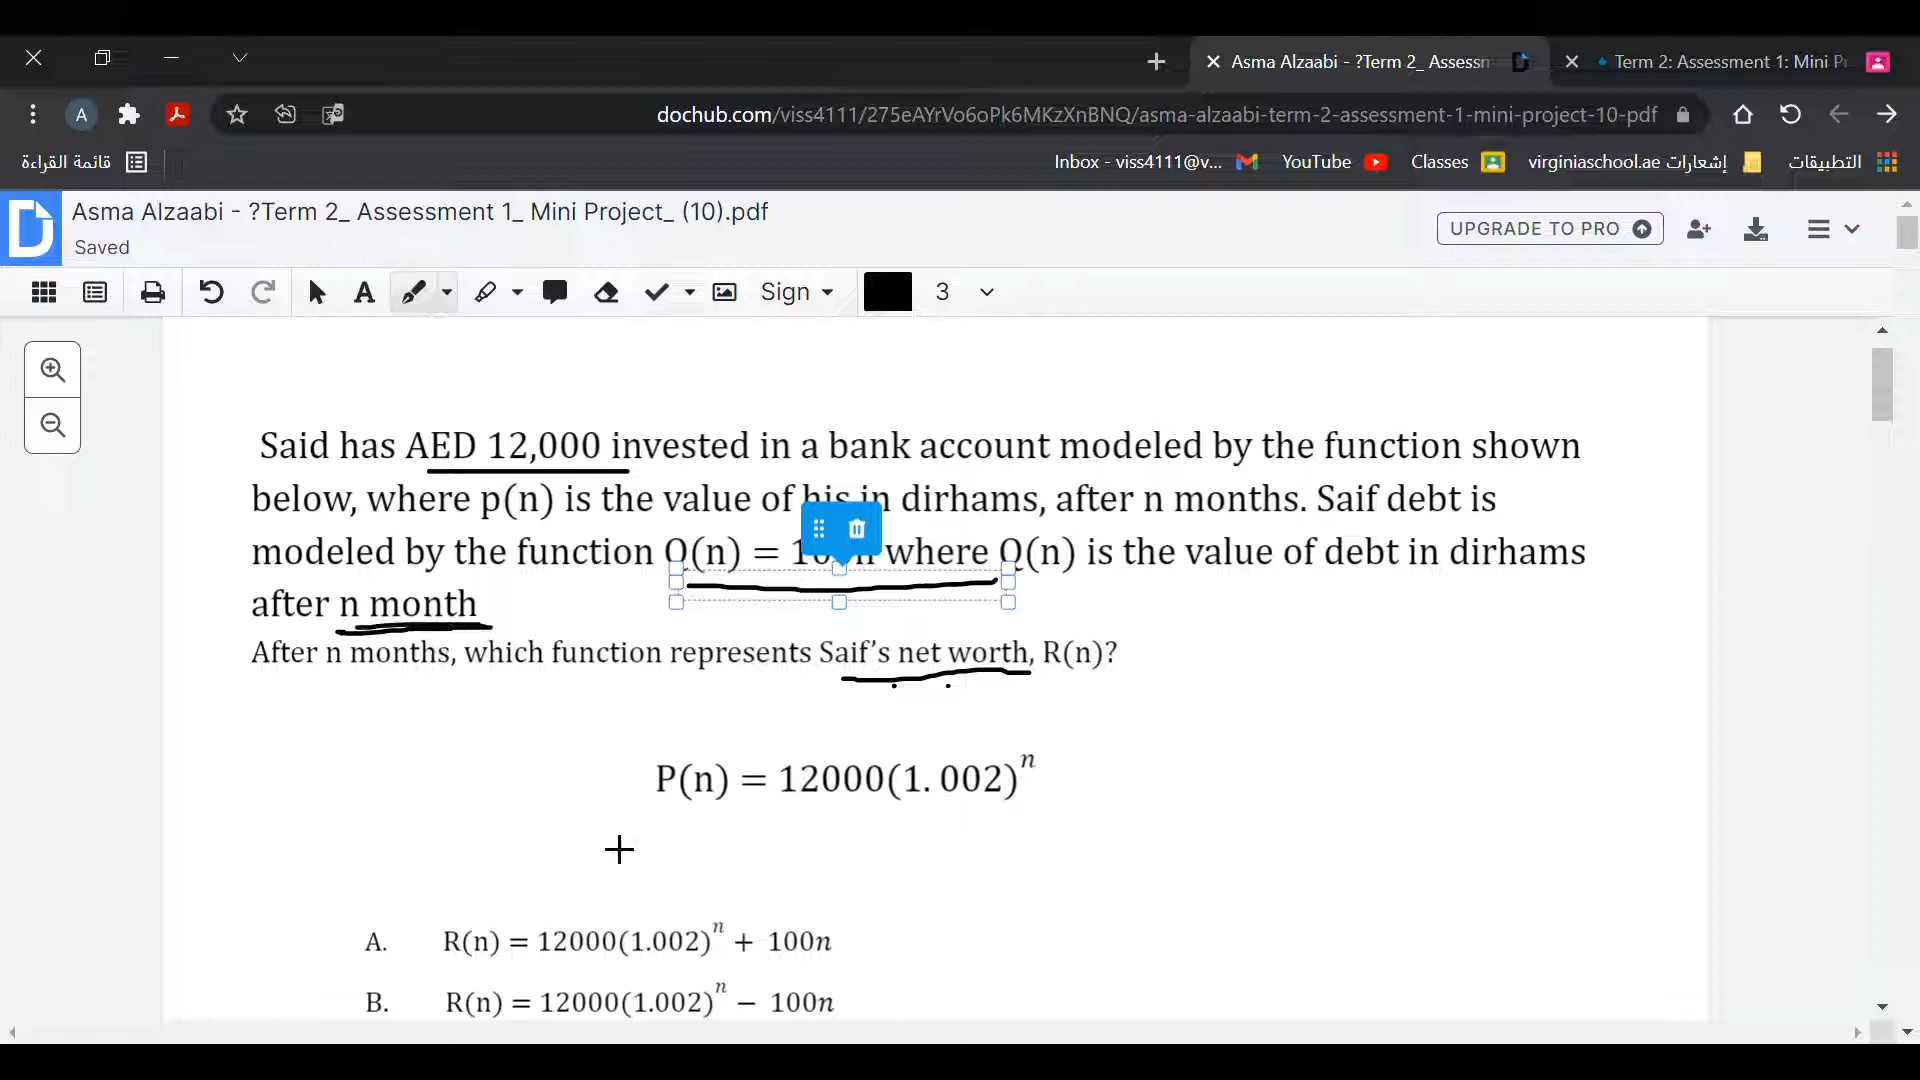 Asma Alzaabi - ?Term 2_ Assessm
Term 2: Assessment 1: Mini Pr
A
dochub.com/viss4111/275eAYrVo6oPk6MKzXnBNQ/asma-alzaabi-term-2-assessment-1-mini-project-10-pdf
قائمة القراءة
Inbox - viss4111@v...
YouTube
Classes
إشعارات virginiaschool.ae
التطبيقات
Asma Alzaabi - ?Term 2_ Assessment 1_ Mini Project_ (10).pdf
Saved
UPGRADE TO PRO
A
Sign
3
Said has AED 12,000 invested in a bank account modeled by the function shown
below, where p(n) is the value of his in dirhams, after n months. Saif debt is
modeled by the function Q(n) = where Q(n) is the value of debt in dirhams
after n month
After n months, which function represents Saif’s net worth, R(n)?
P(n) = 12000(1.002)ⁿ
A. R(n) = 12000(1.002)ⁿ + 100n
B. R(n) = 12000(1.002)ⁿ − 100n